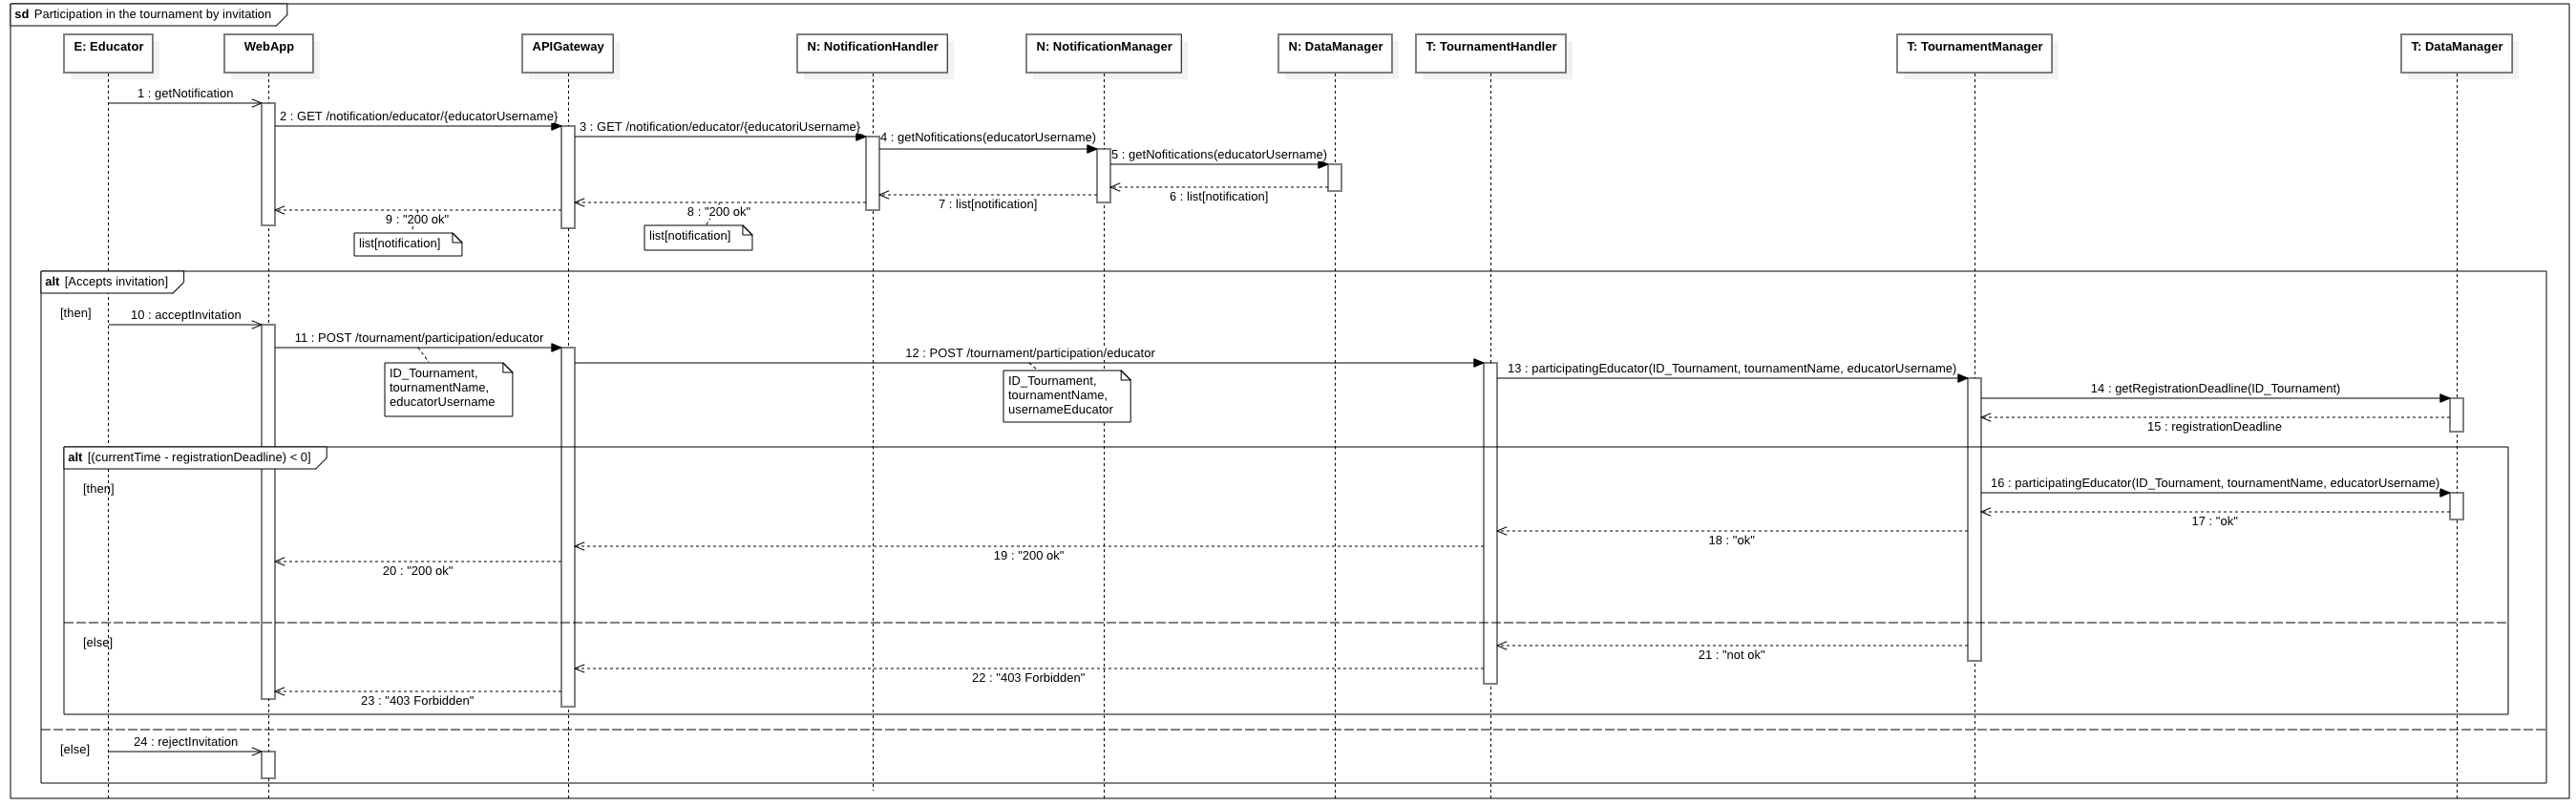 sd Participation in the tournament by invitation
E: Educator
WebApp
APIGateway
N: NotificationHandler
N: NotificationManager
N: DataManager
T: TournamentHandler
T: TournamentManager
T: DataManager
1 : getNotification
2 : GET /notification/educator/{educatorUsername}
3 : GET /notification/educator/{educatoriUsername}
4 : getNofitications(educatorUsername)
5 : getNofitications(educatorUsername)
6 : list[notification]
7 : list[notification]
8 : "200 ok"
list[notification]
9 : "200 ok"
list[notification]
alt [Accepts invitation]
[then]
10 : acceptInvitation
11 : POST /tournament/participation/educator
ID_Tournament,
tournamentName,
educatorUsername
12 : POST /tournament/participation/educator
ID_Tournament,
tournamentName,
usernameEducator
13 : participatingEducator(ID_Tournament, tournamentName, educatorUsername)
14 : getRegistrationDeadline(ID_Tournament)
15 : registrationDeadline
alt [(currentTime - registrationDeadline) < 0]
[then]
16 : participatingEducator(ID_Tournament, tournamentName, educatorUsername)
17 : "ok"
18 : "ok"
19 : "200 ok"
20 : "200 ok"
[else]
21 : "not ok"
22 : "403 Forbidden"
23 : "403 Forbidden"
[else]
24 : rejectInvitation